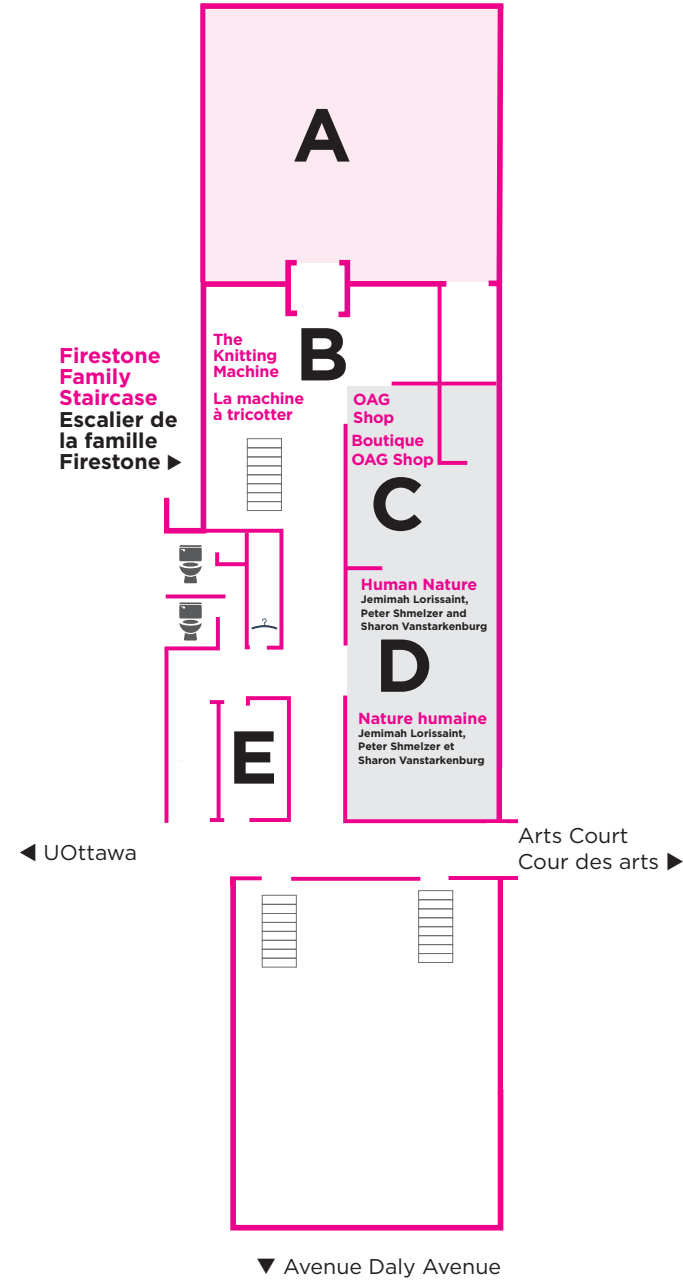 A
B
The
Knitting
Machine
La machine
à tricotter
Firestone
Family
Staircase
Escalier de
la famille
Firestone ▶
OAG
Shop
Boutique
OAG Shop
C
Human Nature
Jemimah Lorissaint,
Peter Shmelzer and
Sharon Vanstarkenburg
D
Nature humaine
Jemimah Lorissaint,
Peter Shmelzer et
Sharon Vanstarkenburg
E
◀ UOttawa
Arts Court
Cour des arts ▶
▼ Avenue Daly Avenue